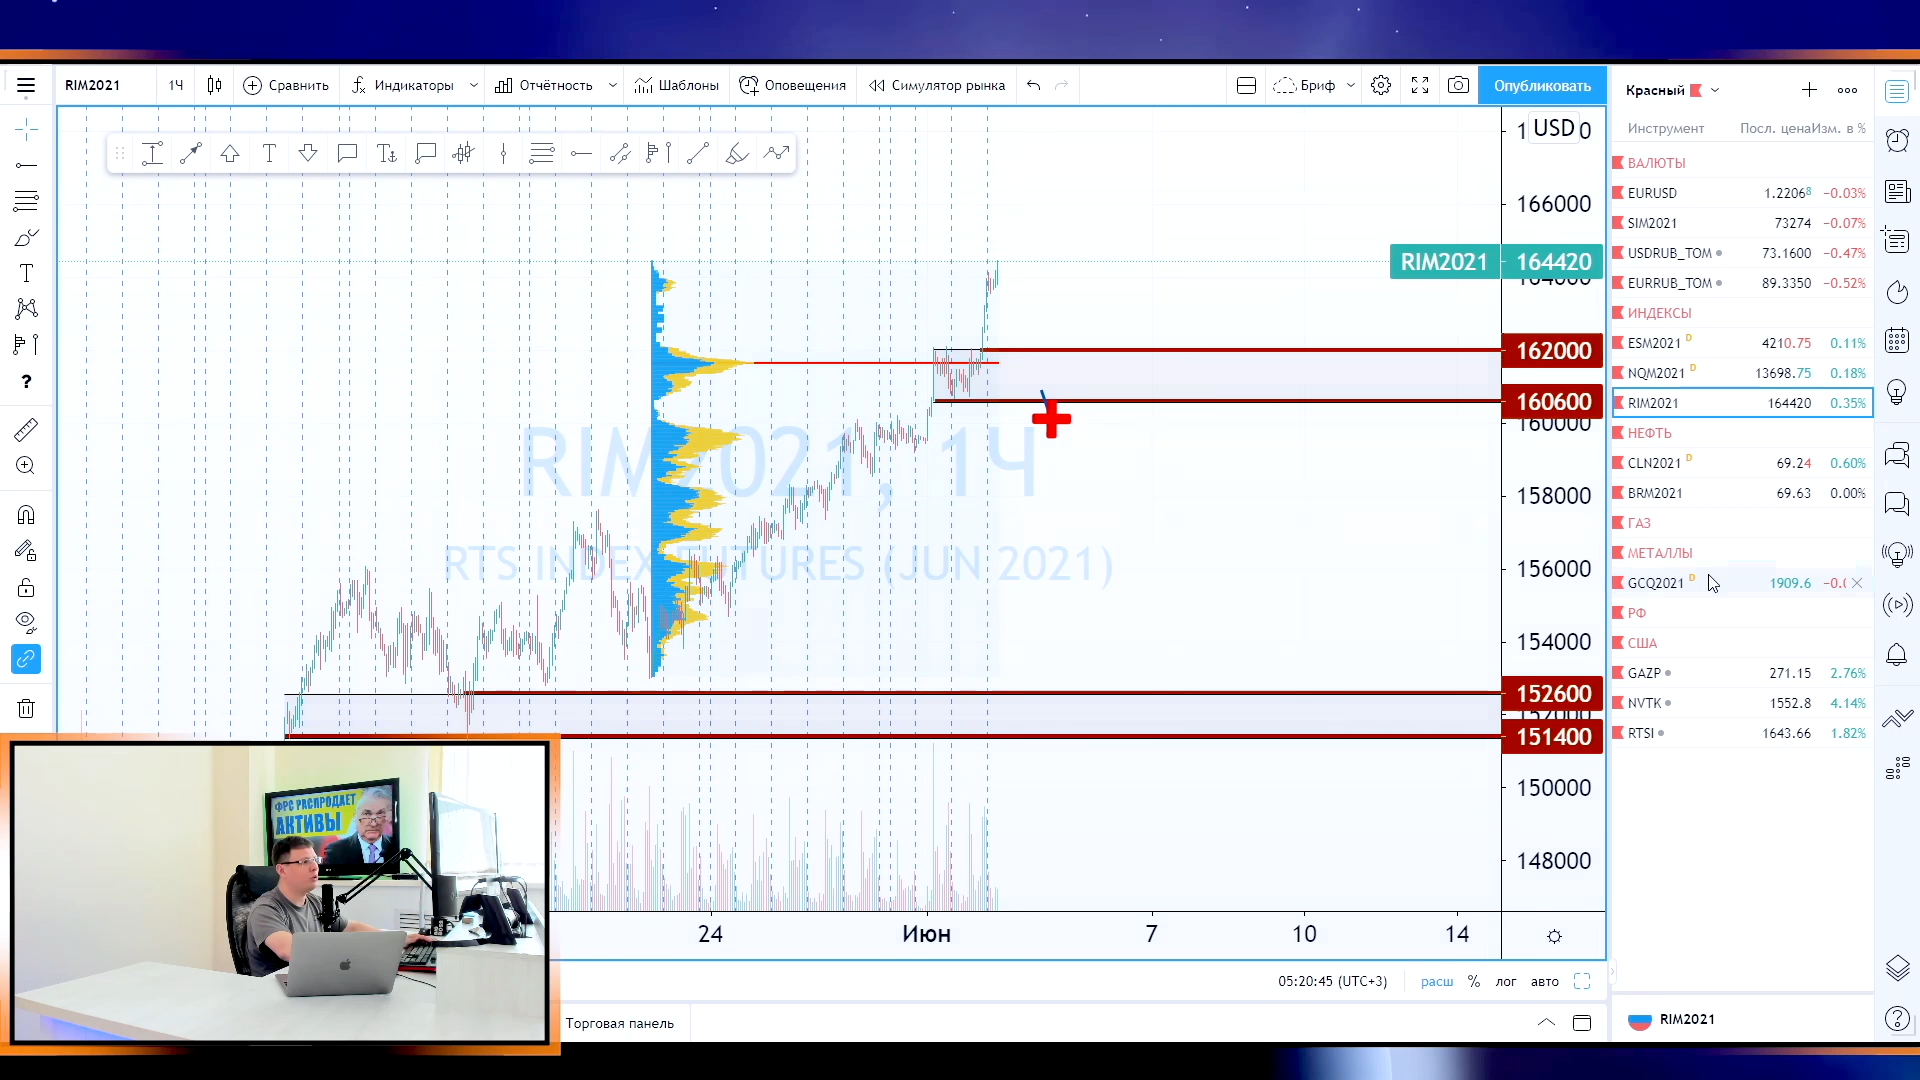 RIM2021 1Ч Сравнить Индикаторы Отчётность Шаблоны Оповещения Симулятор рынка Бриф Опубликовать
Красный
Инструмент Посл. цена Изм. в %
USD
166000
RIM2021 164420
164000
162000
160600
160000
158000
156000
154000
152600
152000
151400
150000
148000
RIM2021, 1Ч
RTS INDEX FUTURES (JUN 2021)
ВАЛЮТЫ
EURUSD 1.22068 −0.03%
SIM2021 73274 −0.07%
USDRUB_TOM 73.1600 −0.47%
EURRUB_TOM 89.3350 −0.52%
ИНДЕКСЫ
ESM2021 D 4210.75 0.11%
NQM2021 D 13698.75 0.18%
RIM2021 164420 0.35%
НЕФТЬ
CLN2021 D 69.24 0.60%
BRM2021 69.63 0.00%
ГАЗ
МЕТАЛЛЫ
GCQ2021 D 1909.6 −0.0
РФ
США
GAZP 271.15 2.76%
NVTK 1552.8 4.14%
RTSI 1643.66 1.82%
ФРС РАСПРОДАЕТ
АКТИВЫ
24 Июн 7 10 14
05:20:45 (UTC+3) расш % лог авто
Торговая панель
RIM2021